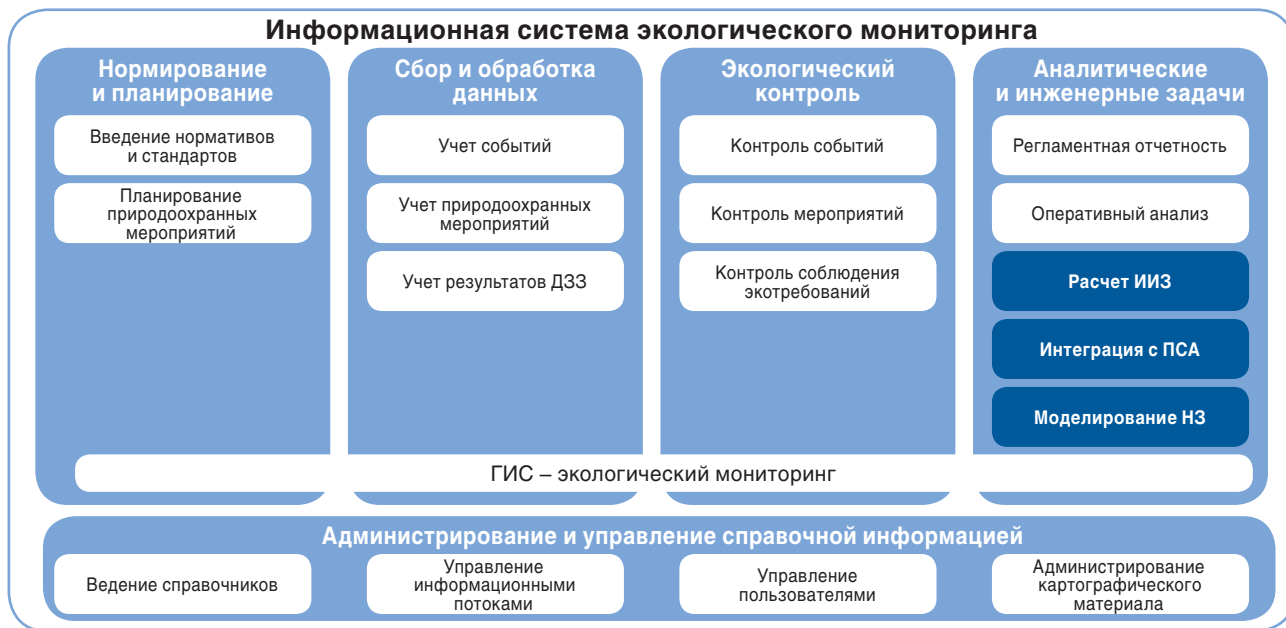 Информационная система экологического мониторинга
Нормирование
и планирование
Введение нормативов
и стандартов
Планирование
природоохранных
мероприятий
Сбор и обработка
данных
Учет событий
Учет природоохранных
мероприятий
Учет результатов ДЗЗ
Экологический
контроль
Контроль событий
Контроль мероприятий
Контроль соблюдения
экотребований
Аналитические
и инженерные задачи
Регламентная отчетность
Оперативный анализ
Расчет ИИЗ
Интеграция с ПСА
Моделирование НЗ
ГИС – экологический мониторинг
Администрирование и управление справочной информацией
Ведение справочников
Управление
информационными
потоками
Управление
пользователями
Администрирование
картографического
материала